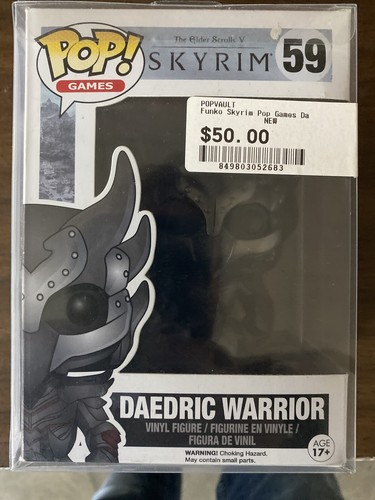 POP!
GAMES
The Elder Scrolls V
SKYRIM
59
POPVAULT
Funko Skyrim Pop Games Da
NEW
$50.00
849803052683
DAEDRIC WARRIOR
VINYL FIGURE / FIGURINE EN VINYLE /
FIGURA DE VINIL
WARNING! Choking Hazard.
May contain small parts.
AGE
17+